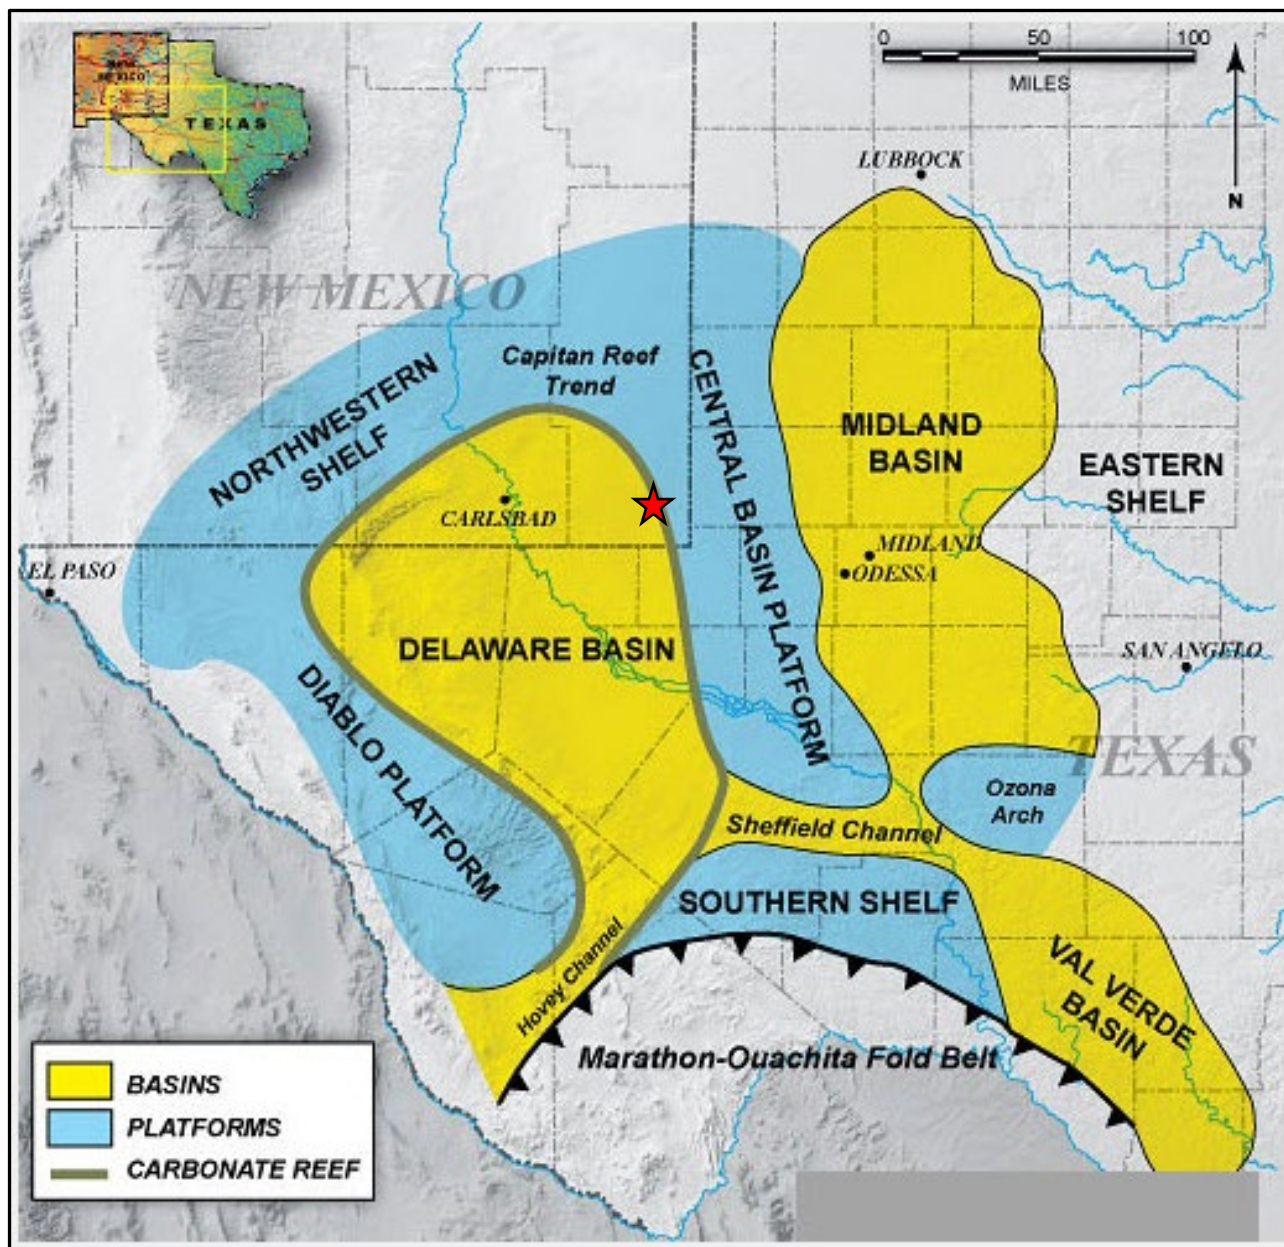 NEW
MEXICO
TEXAS
0 50 100
MILES
N
LUBBOCK
NEW MEXICO
Capitan Reef
Trend
NORTHWESTERN
SHELF
CENTRAL BASIN PLATFORM
MIDLAND
BASIN
EASTERN
SHELF
CARLSBAD
MIDLAND
ODESSA
EL PASO
DELAWARE BASIN
SAN ANGELO
DIABLO PLATFORM
TEXAS
Ozona
Arch
Sheffield Channel
SOUTHERN SHELF
Hovey Channel
VAL VERDE
BASIN
Marathon-Ouachita Fold Belt
BASINS
PLATFORMS
CARBONATE REEF